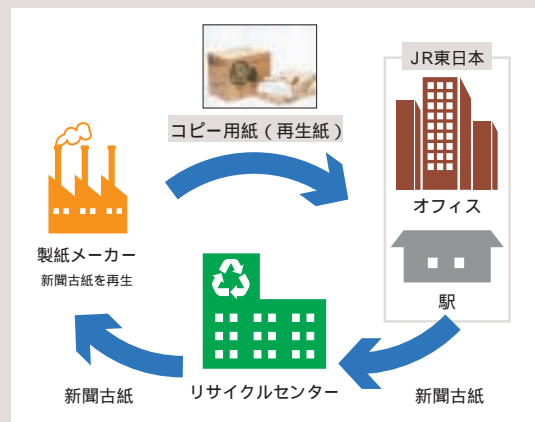 JR東日本
コピー用紙（再生紙）
オフィス
製紙メーカー
新聞古紙を再生
駅
新聞古紙
リサイクルセンター
新聞古紙